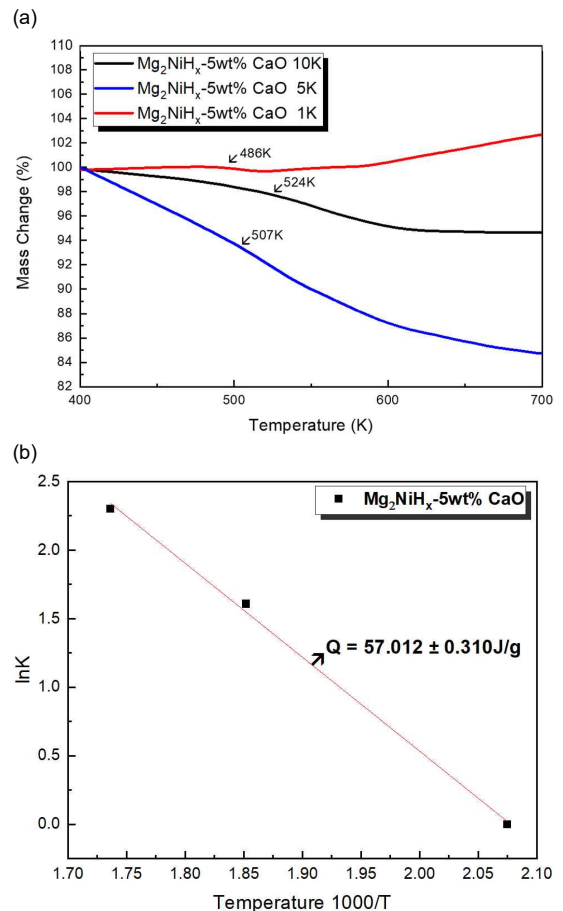 (a)
110
108
106
104
102
100
98
96
94
92
90
88
86
84
82
Mass Change (%)
Mg₂NiHₓ-5wt% CaO 10K
Mg₂NiHₓ-5wt% CaO 5K
Mg₂NiHₓ-5wt% CaO 1K
486K
524K
507K
400 500 600 700
Temperature (K)
(b)
2.5
2.0
1.5
1.0
0.5
0.0
lnK
Mg₂NiHₓ-5wt% CaO
Q = 57.012 ± 0.310J/g
1.70 1.75 1.80 1.85 1.90 1.95 2.00 2.05 2.10
Temperature 1000/T